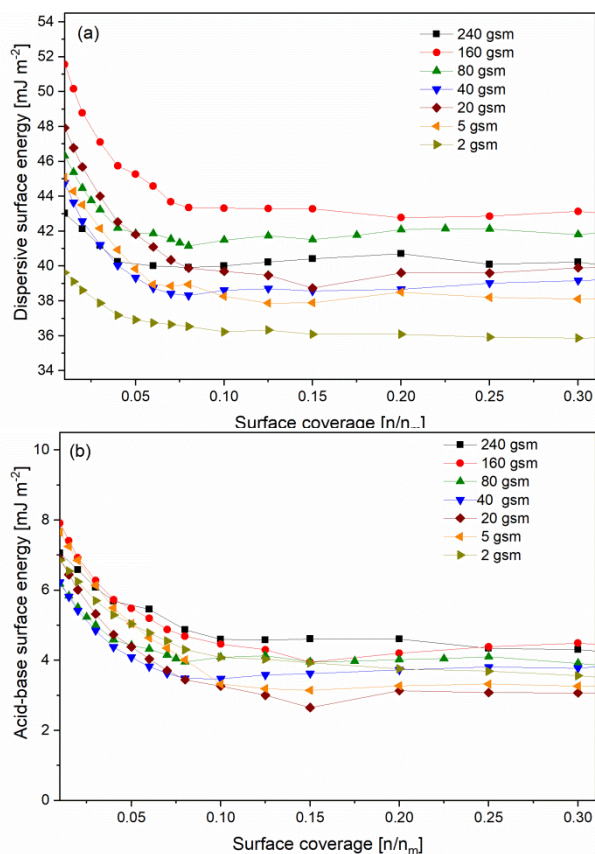 (a)
240 gsm
160 gsm
80 gsm
40 gsm
20 gsm
5 gsm
2 gsm
54
52
50
48
46
44
42
40
38
36
34
Dispersive surface energy [mJ m⁻²]
0.05 0.10 0.15 0.20 0.25 0.30
Surface coverage [n/n
(b)
240 gsm
160 gsm
80 gsm
40 gsm
20 gsm
5 gsm
2 gsm
10
8
6
4
2
0
Acid-base surface energy [mJ m⁻²]
0.05 0.10 0.15 0.20 0.25 0.30
Surface coverage [n/nₘ]